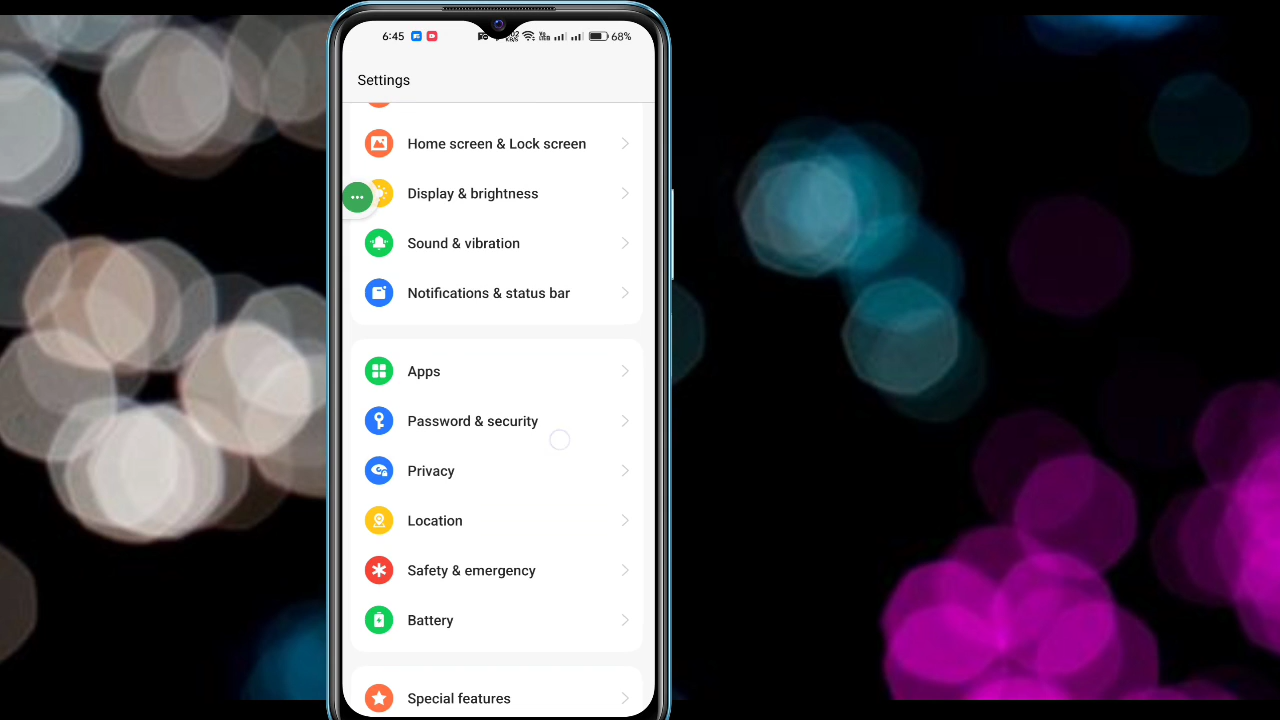 6:45 68%
Settings
Home screen & Lock screen
Display & brightness
Sound & vibration
Notifications & status bar
Apps
Password & security
Privacy
Location
Safety & emergency
Battery
Special features